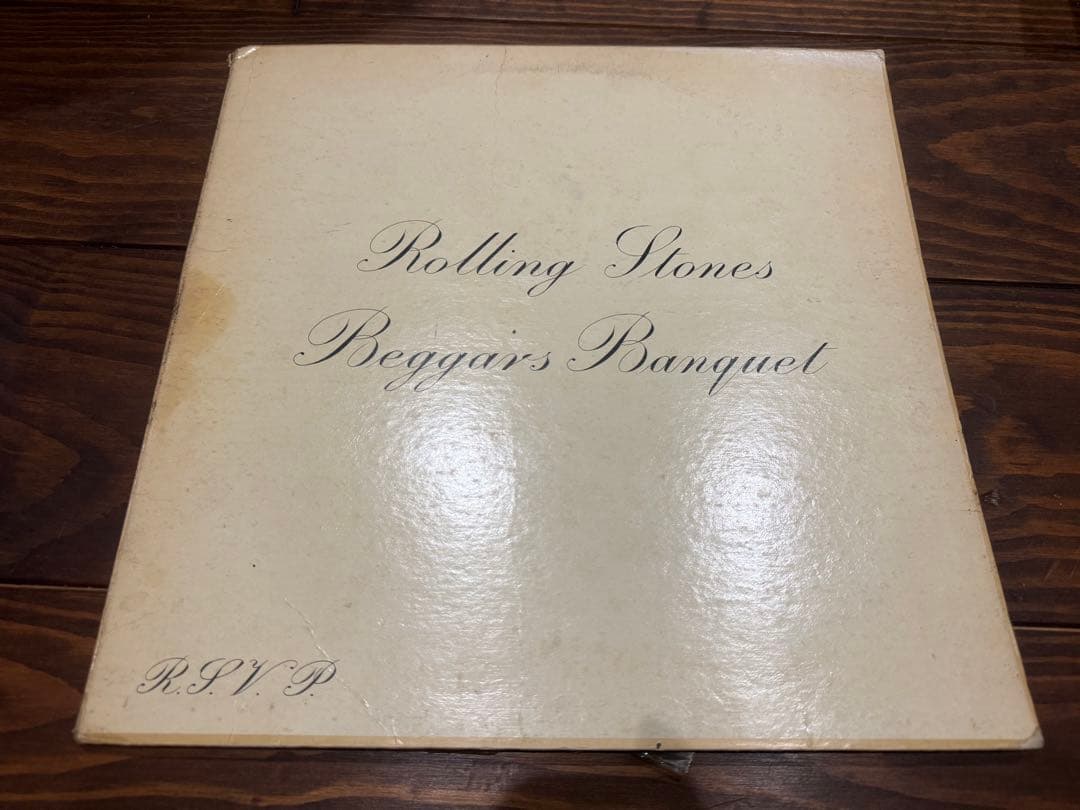 Rolling Stones
Beggars Banquet
R.S.V.P.